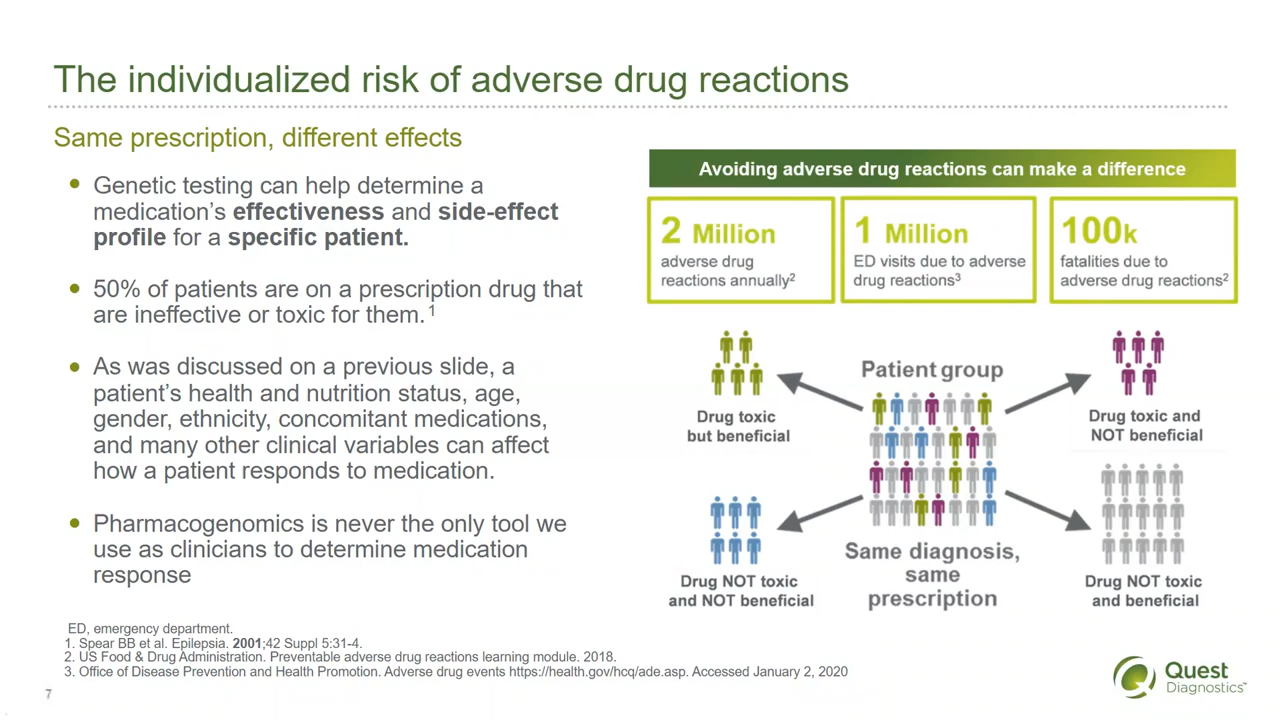 The individualized risk of adverse drug reactions
Same prescription, different effects
• Genetic testing can help determine a
medication’s effectiveness and side-effect
profile for a specific patient.
• 50% of patients are on a prescription drug that
are ineffective or toxic for them.1
• As was discussed on a previous slide, a
patient’s health and nutrition status, age,
gender, ethnicity, concomitant medications,
and many other clinical variables can affect
how a patient responds to medication.
• Pharmacogenomics is never the only tool we
use as clinicians to determine medication
response
Avoiding adverse drug reactions can make a difference
2 Million
adverse drug
reactions annually2
1 Million
ED visits due to adverse
drug reactions3
100k
fatalities due to
adverse drug reactions2
Drug toxic
but beneficial
Patient group
Drug toxic and
NOT beneficial
Drug NOT toxic
and NOT beneficial
Same diagnosis,
same
prescription
Drug NOT toxic
and beneficial
ED, emergency department.
1. Spear BB et al. Epilepsia. 2001;42 Suppl 5:31-4.
2. US Food & Drug Administration. Preventable adverse drug reactions learning module. 2018.
3. Office of Disease Prevention and Health Promotion. Adverse drug events https://health.gov/hcq/ade.asp. Accessed January 2, 2020
7
Quest
Diagnostics™